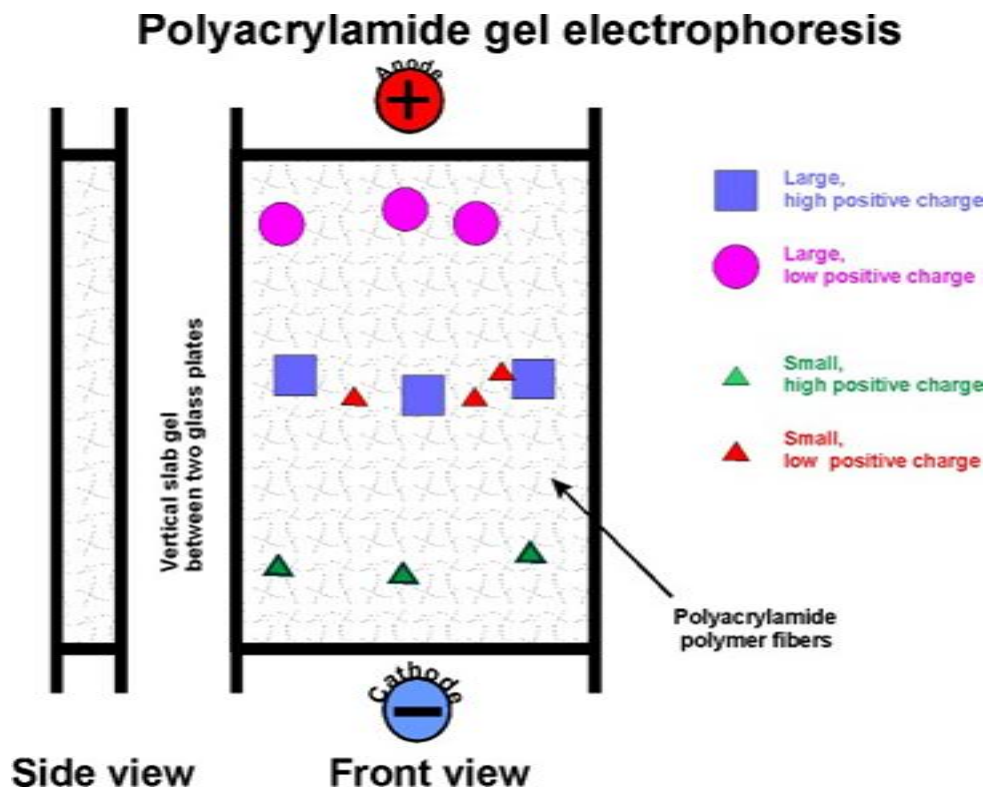 Polyacrylamide gel electrophoresis
Anode
+
Large,
high positive charge
Large,
low positive charge
Small,
high positive charge
Small,
low positive charge
Vertical slab gel
between two glass plates
Polyacrylamide
polymer fibers
Cathode
−
Side view
Front view